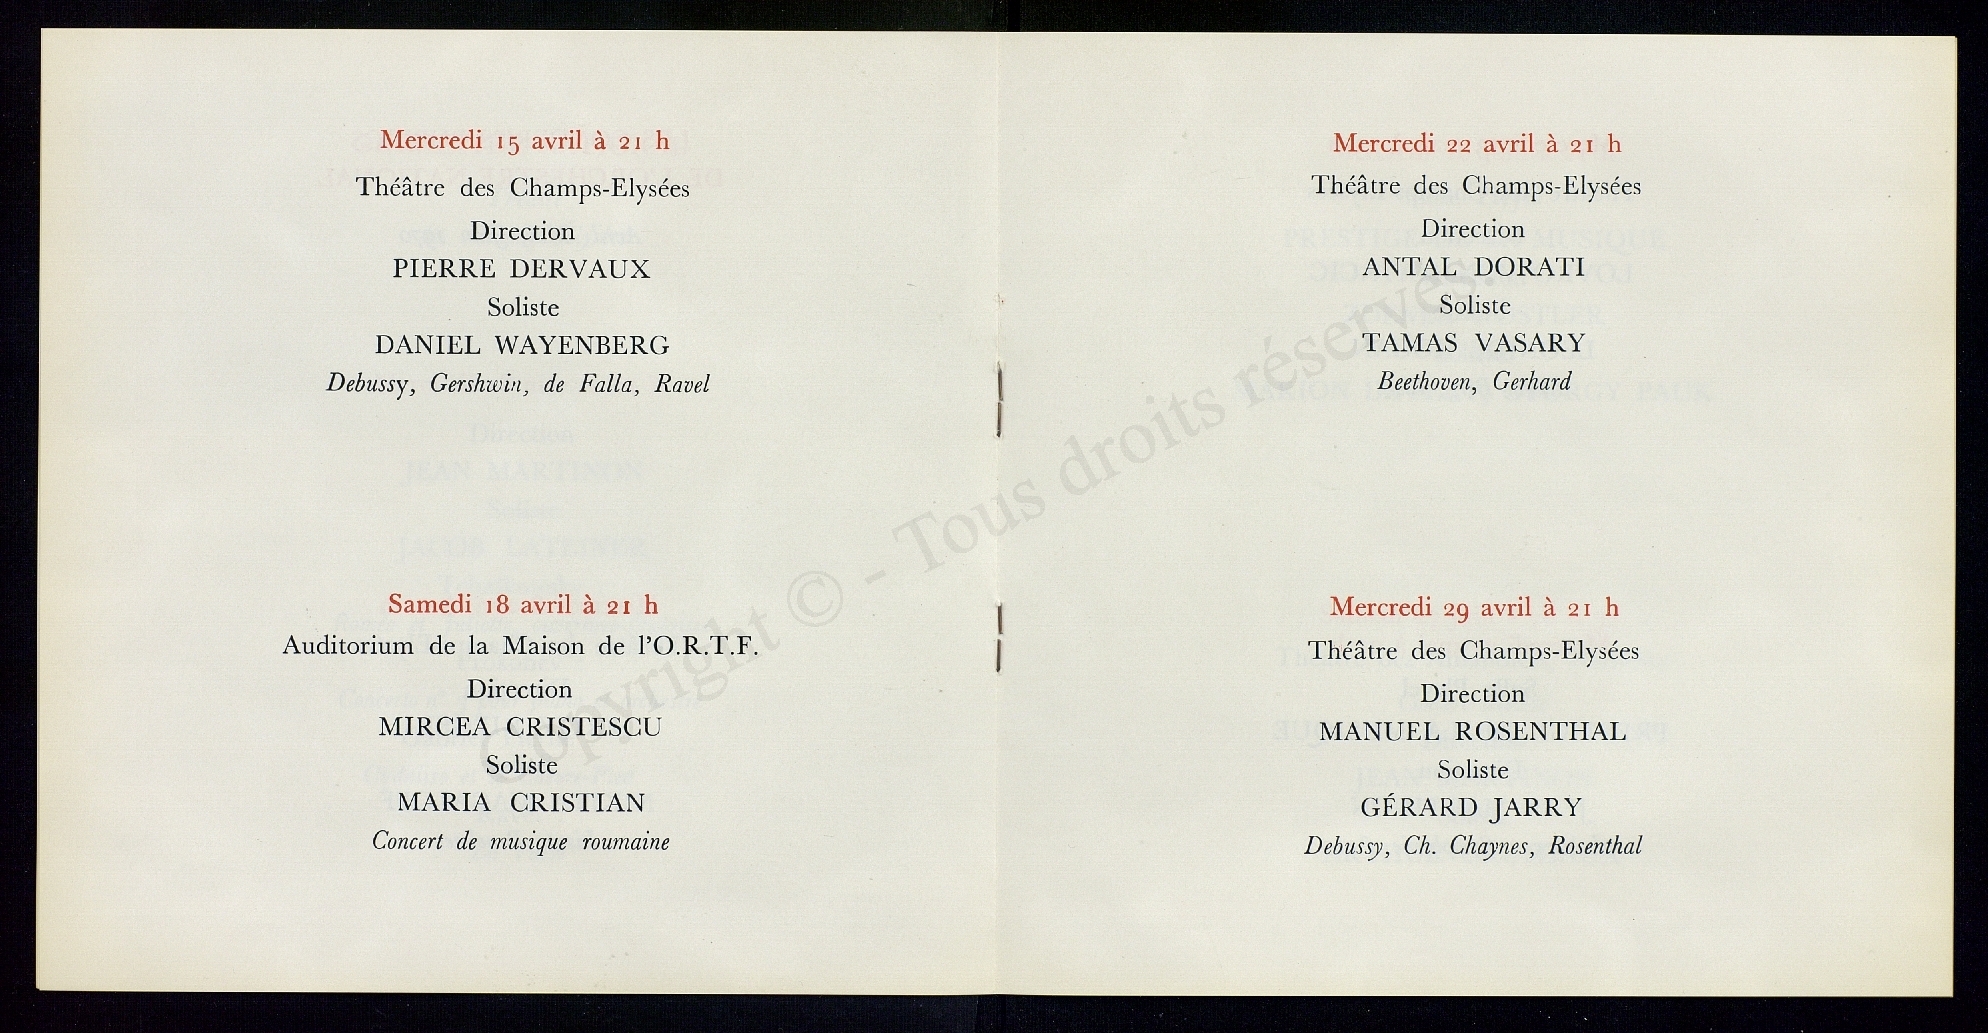 Mercredi 15 avril à 21 h
Théâtre des Champs-Elysées
Direction
PIERRE DERVAUX
Soliste
DANIEL WAYENBERG
Debussy, Gershwin, de Falla, Ravel
Samedi 18 avril à 21 h
Auditorium de la Maison de l'O.R.T.F.
Direction
MIRCEA CRISTESCU
Soliste
MARIA CRISTIAN
Concert de musique roumaine
Mercredi 22 avril à 21 h
Théâtre des Champs-Elysées
Direction
ANTAL DORATI
Soliste
TAMAS VASARY
Beethoven, Gerhard
Mercredi 29 avril à 21 h
Théâtre des Champs-Elysées
Direction
MANUEL ROSENTHAL
Soliste
GÉRARD JARRY
Debussy, Ch. Chaynes, Rosenthal
Copyright © - Tous droits réservés.